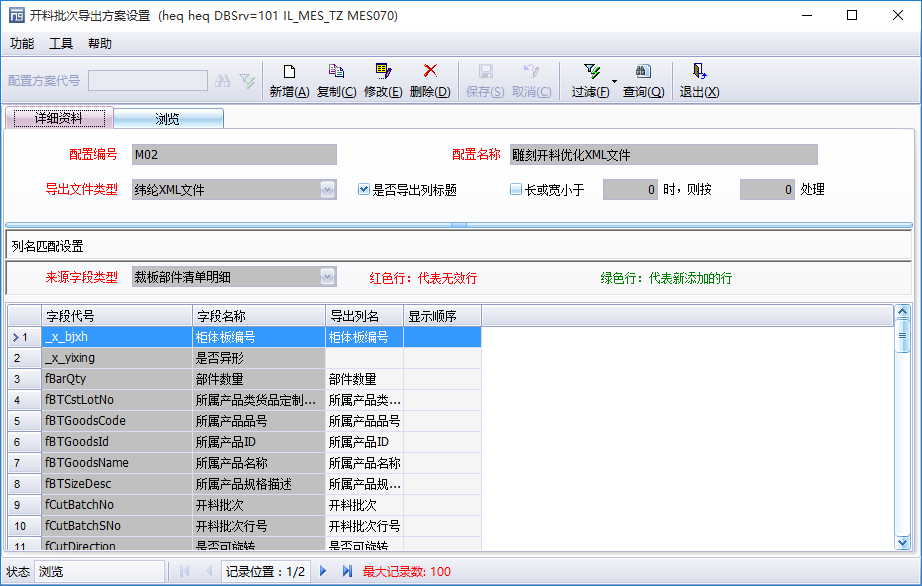 开料批次导出方案设置 (heq heq DBSrv=101 IL_MES_TZ MES070)
功能 工具 帮助
配置方案代号 新增(A) 复制(C) 修改(E) 删除(D) 保存(S) 取消(C) 过滤(F) 查询(Q) 退出(X)
详细资料 浏览
配置编号 M02 配置名称 雕刻开料优化XML文件
导出文件类型 纬纶XML文件 是否导出列标题 长或宽小于 0 时，则按 0 处理
列名匹配设置
来源字段类型 裁板部件清单明细 红色行：代表无效行 绿色行：代表新添加的行
字段代号 字段名称 导出列名 显示顺序
1 _x_bjxh 柜体板编号 柜体板编号
2 _x_yixing 是否异形
3 fBarQty 部件数量 部件数量
4 fBTCstLotNo 所属产品类货品定制... 所属产品类...
5 fBTGoodsCode 所属产品品号 所属产品品号
6 fBTGoodsId 所属产品ID 所属产品ID
7 fBTGoodsName 所属产品名称 所属产品名称
8 fBTSizeDesc 所属产品规格描述 所属产品规...
9 fCutBatchNo 开料批次 开料批次
10 fCutBatchSNo 开料批次行号 开料批次行号
11 fCutDirection 是否可旋转 是否可旋转
状态 浏览 记录位置：1/2 最大记录数: 100